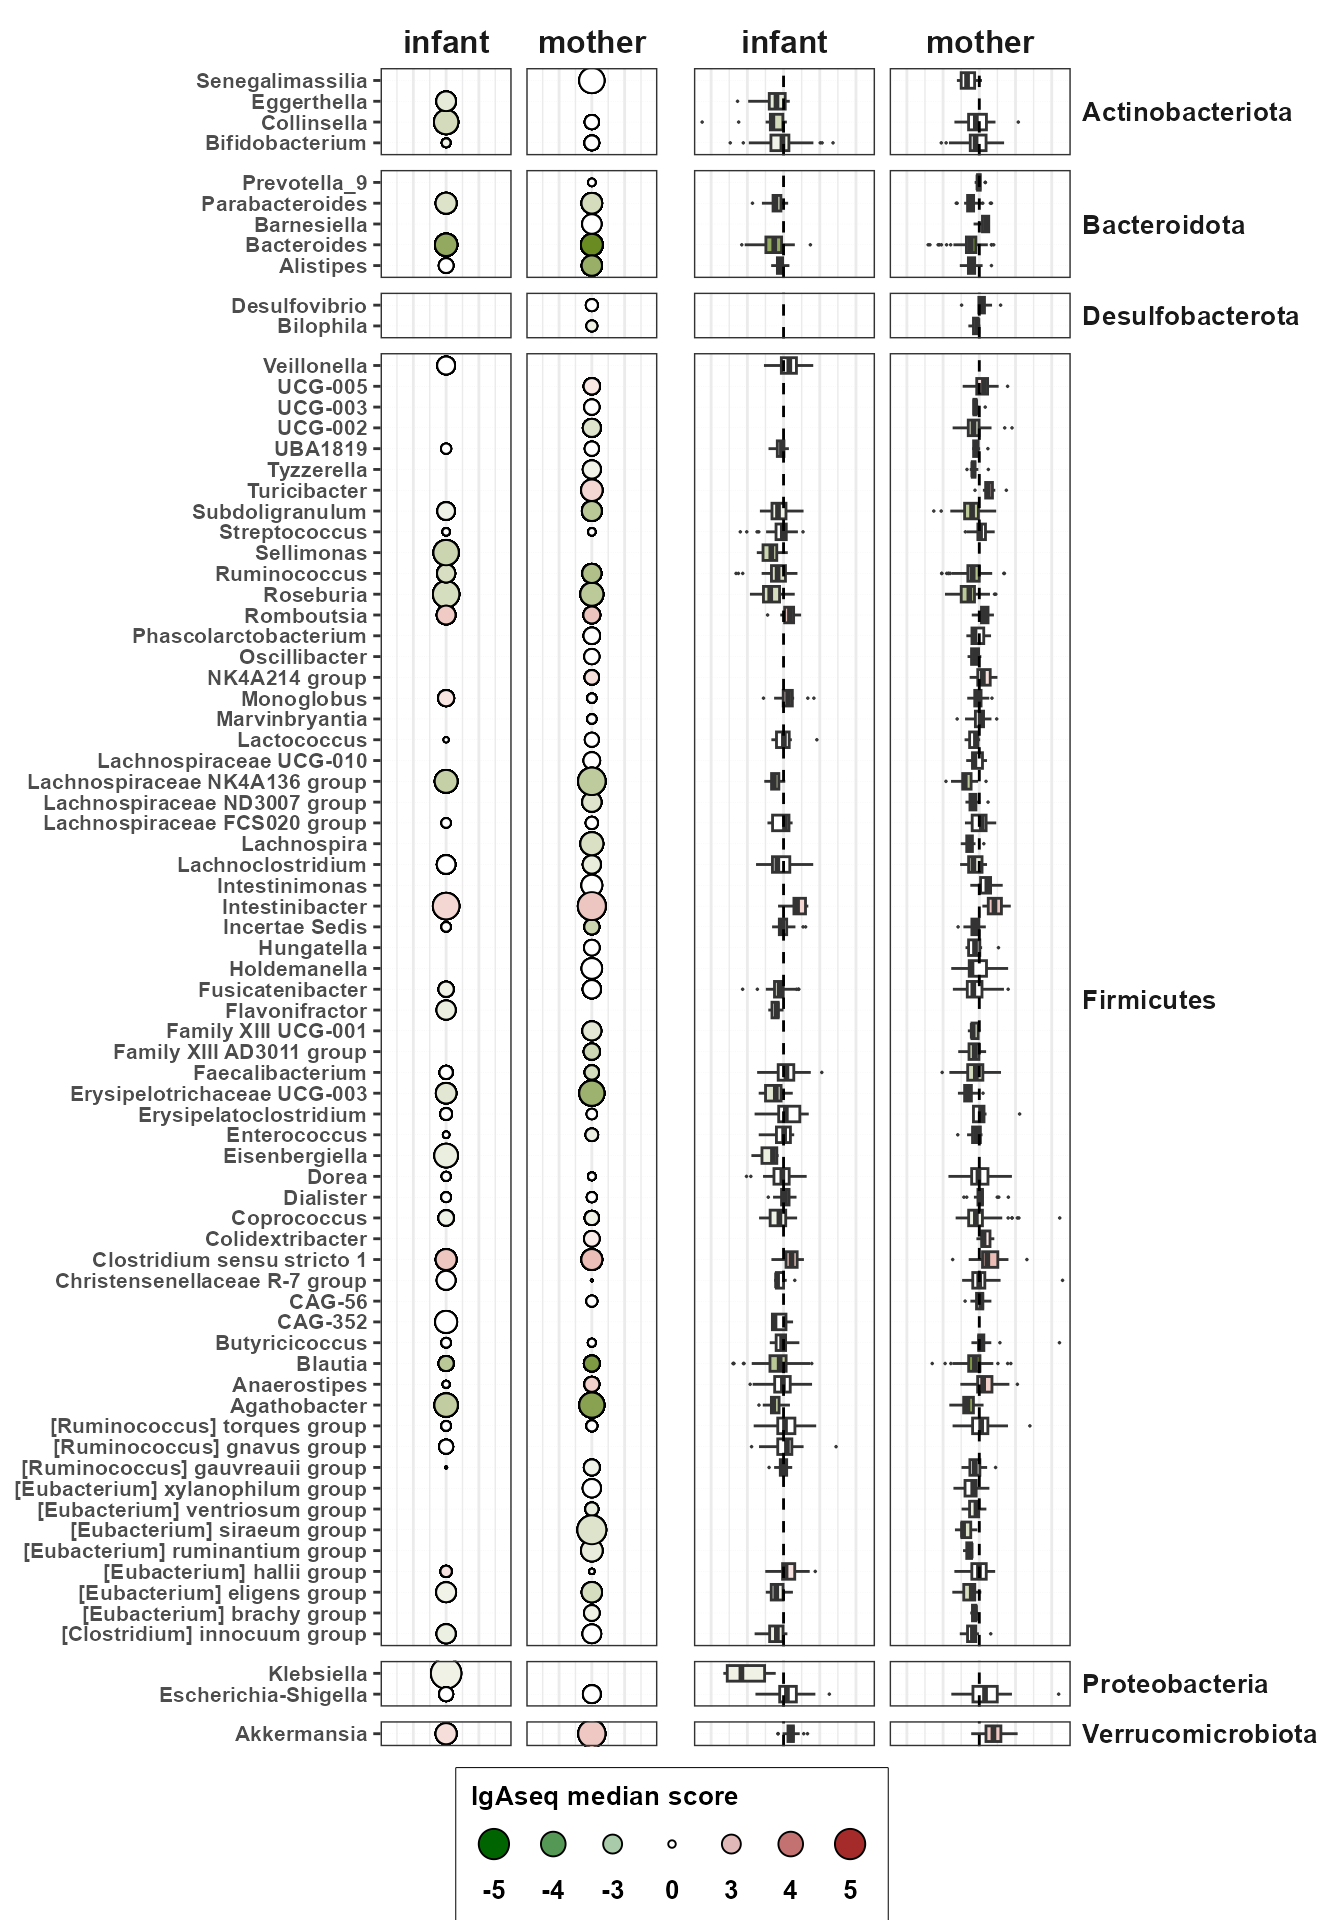 infant mother infant mother
Senegalimassilia
Eggerthella
Collinsella
Bifidobacterium
Actinobacteriota
Prevotella_9
Parabacteroides
Barnesiella
Bacteroides
Alistipes
Bacteroidota
Desulfovibrio
Bilophila
Desulfobacterota
Veillonella
UCG-005
UCG-003
UCG-002
UBA1819
Tyzzerella
Turicibacter
Subdoligranulum
Streptococcus
Sellimonas
Ruminococcus
Roseburia
Romboutsia
Phascolarctobacterium
Oscillibacter
NK4A214 group
Monoglobus
Marvinbryantia
Lactococcus
Lachnospiraceae UCG-010
Lachnospiraceae NK4A136 group
Lachnospiraceae ND3007 group
Lachnospiraceae FCS020 group
Lachnospira
Lachnoclostridium
Intestinimonas
Intestinibacter
Incertae Sedis
Hungatella
Holdemanella
Fusicatenibacter
Flavonifractor
Family XIII UCG-001
Family XIII AD3011 group
Faecalibacterium
Erysipelotrichaceae UCG-003
Erysipelatoclostridium
Enterococcus
Eisenbergiella
Dorea
Dialister
Coprococcus
Colidextribacter
Clostridium sensu stricto 1
Christensenellaceae R-7 group
CAG-56
CAG-352
Butyricicoccus
Blautia
Anaerostipes
Agathobacter
[Ruminococcus] torques group
[Ruminococcus] gnavus group
[Ruminococcus] gauvreauii group
[Eubacterium] xylanophilum group
[Eubacterium] ventriosum group
[Eubacterium] siraeum group
[Eubacterium] ruminantium group
[Eubacterium] hallii group
[Eubacterium] eligens group
[Eubacterium] brachy group
[Clostridium] innocuum group
Firmicutes
Klebsiella
Escherichia-Shigella
Proteobacteria
Akkermansia
Verrucomicrobiota
IgAseq median score
-5 -4 -3 0 3 4 5